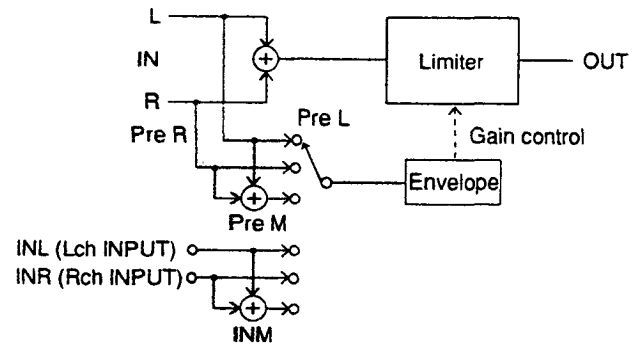 L
IN
R
Limiter
OUT
Pre L
Pre R
Gain control
Envelope
Pre M
INL (Lch INPUT)
INR (Rch INPUT)
INM